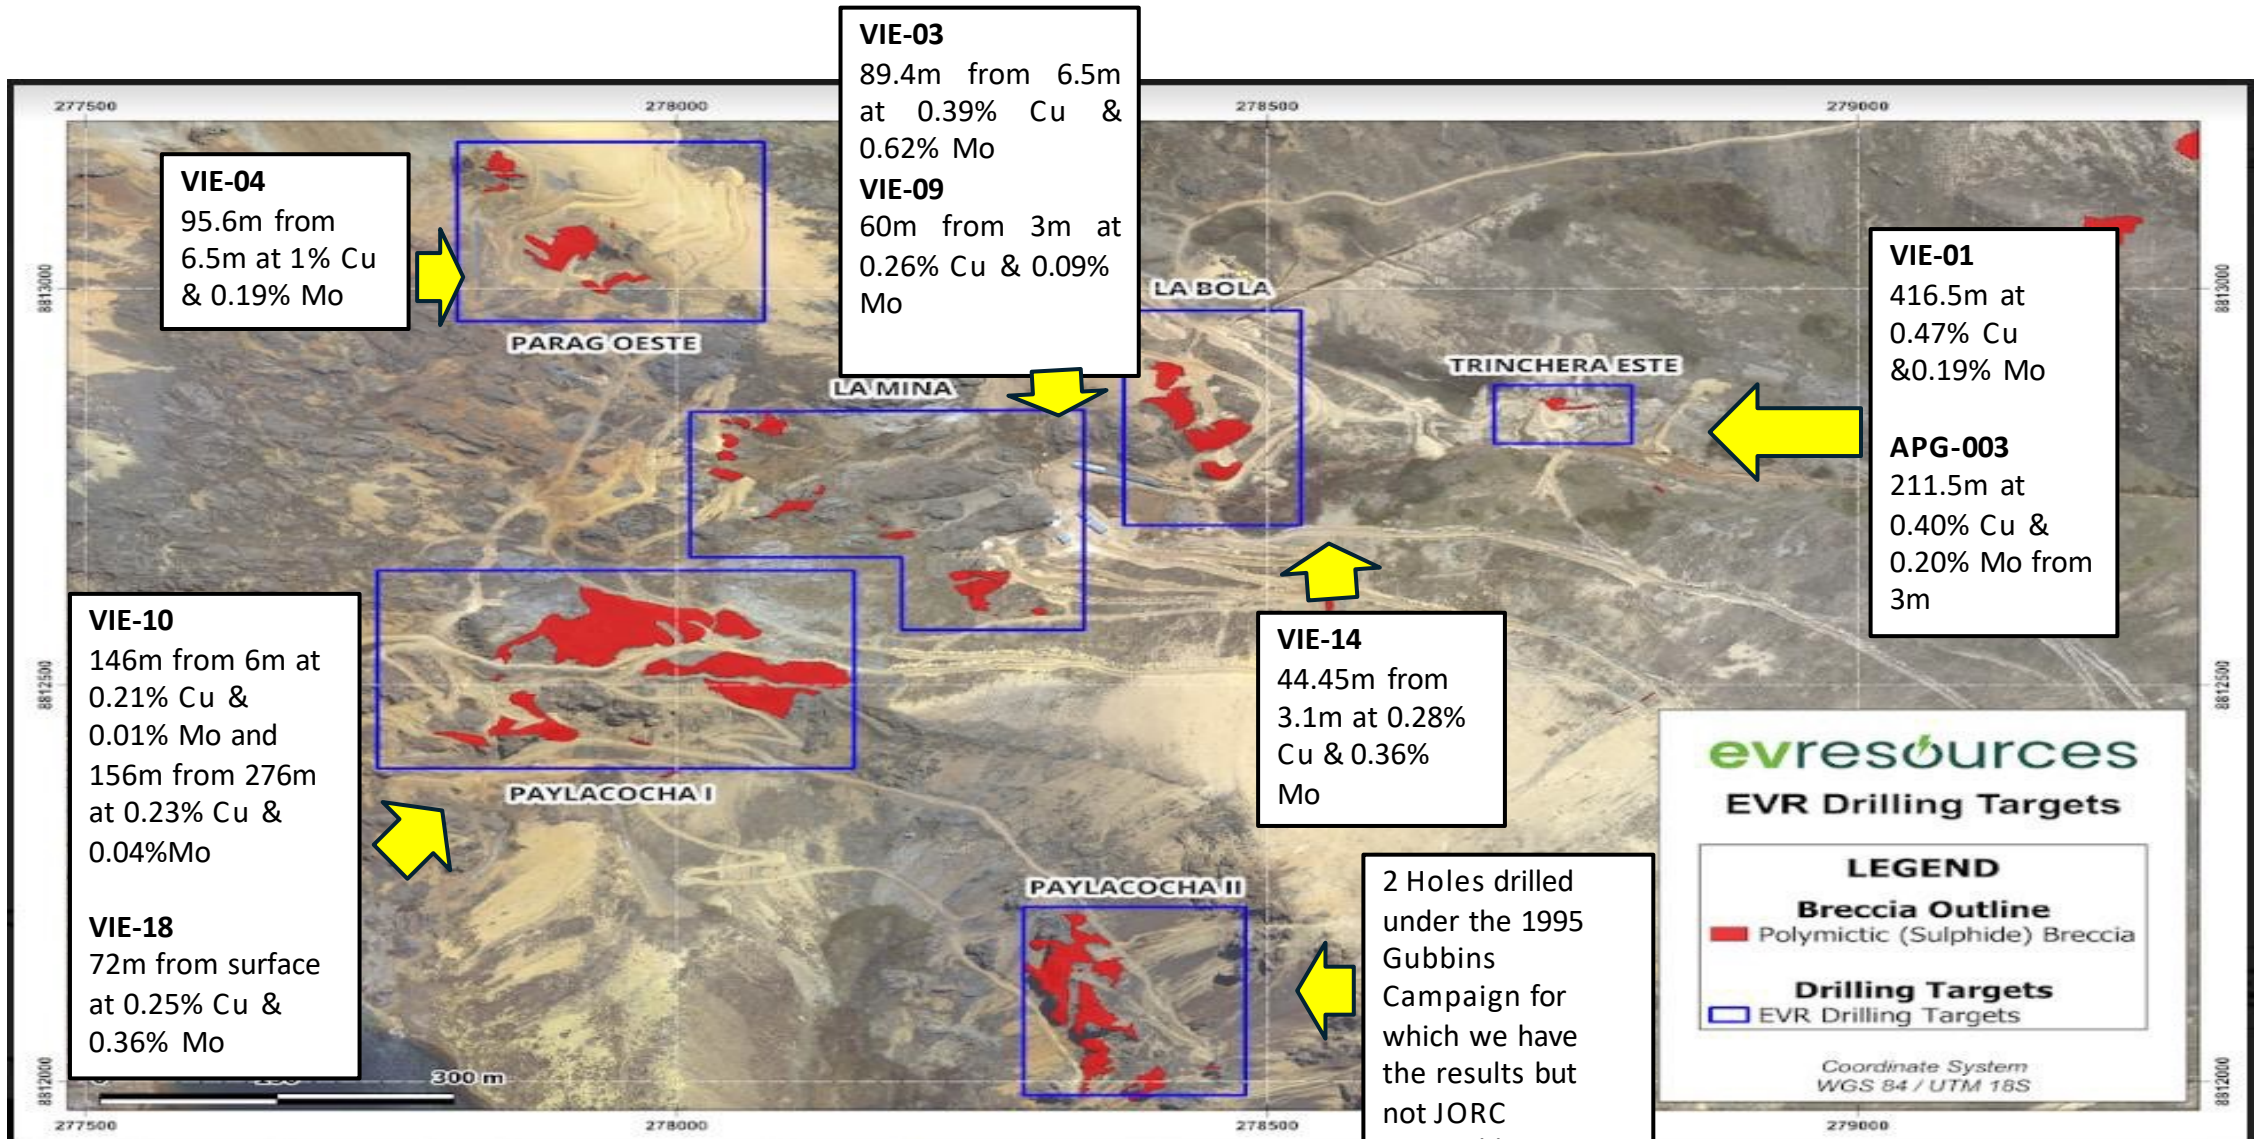 VIE-03
89.4m from 6.5m
at 0.39% Cu &
0.62% Mo
VIE-09
60m from 3m at
0.26% Cu & 0.09%
Mo
277500
278000
278500
279000
VIE-04
95.6m from
6.5m at 1% Cu
& 0.19% Mo
VIE-01
416.5m at
0.47% Cu
&0.19% Mo
APG-003
211.5m at
0.40% Cu &
0.20% Mo from
3m
8813000
8813000
LA BOLA
PARAG OESTE
TRINCHERA ESTE
LA MINA
VIE-10
146m from 6m at
0.21% Cu &
0.01% Mo and
156m from 276m
at 0.23% Cu &
0.04%Mo
VIE-18
72m from surface
at 0.25% Cu &
0.36% Mo
VIE-14
44.45m from
3.1m at 0.28%
Cu & 0.36%
Mo
8812500
8812500
PAYLACOCHA I
PAYLACOCHA II
2 Holes drilled
under the 1995
Gubbins
Campaign for
which we have
the results but
not JORC
evresources
EVR Drilling Targets
LEGEND
Breccia Outline
Polymictic (Sulphide) Breccia
Drilling Targets
EVR Drilling Targets
Coordinate System
WGS 84 / UTM 18S
8812000
8812000
300 m
277500
278000
278500
279000